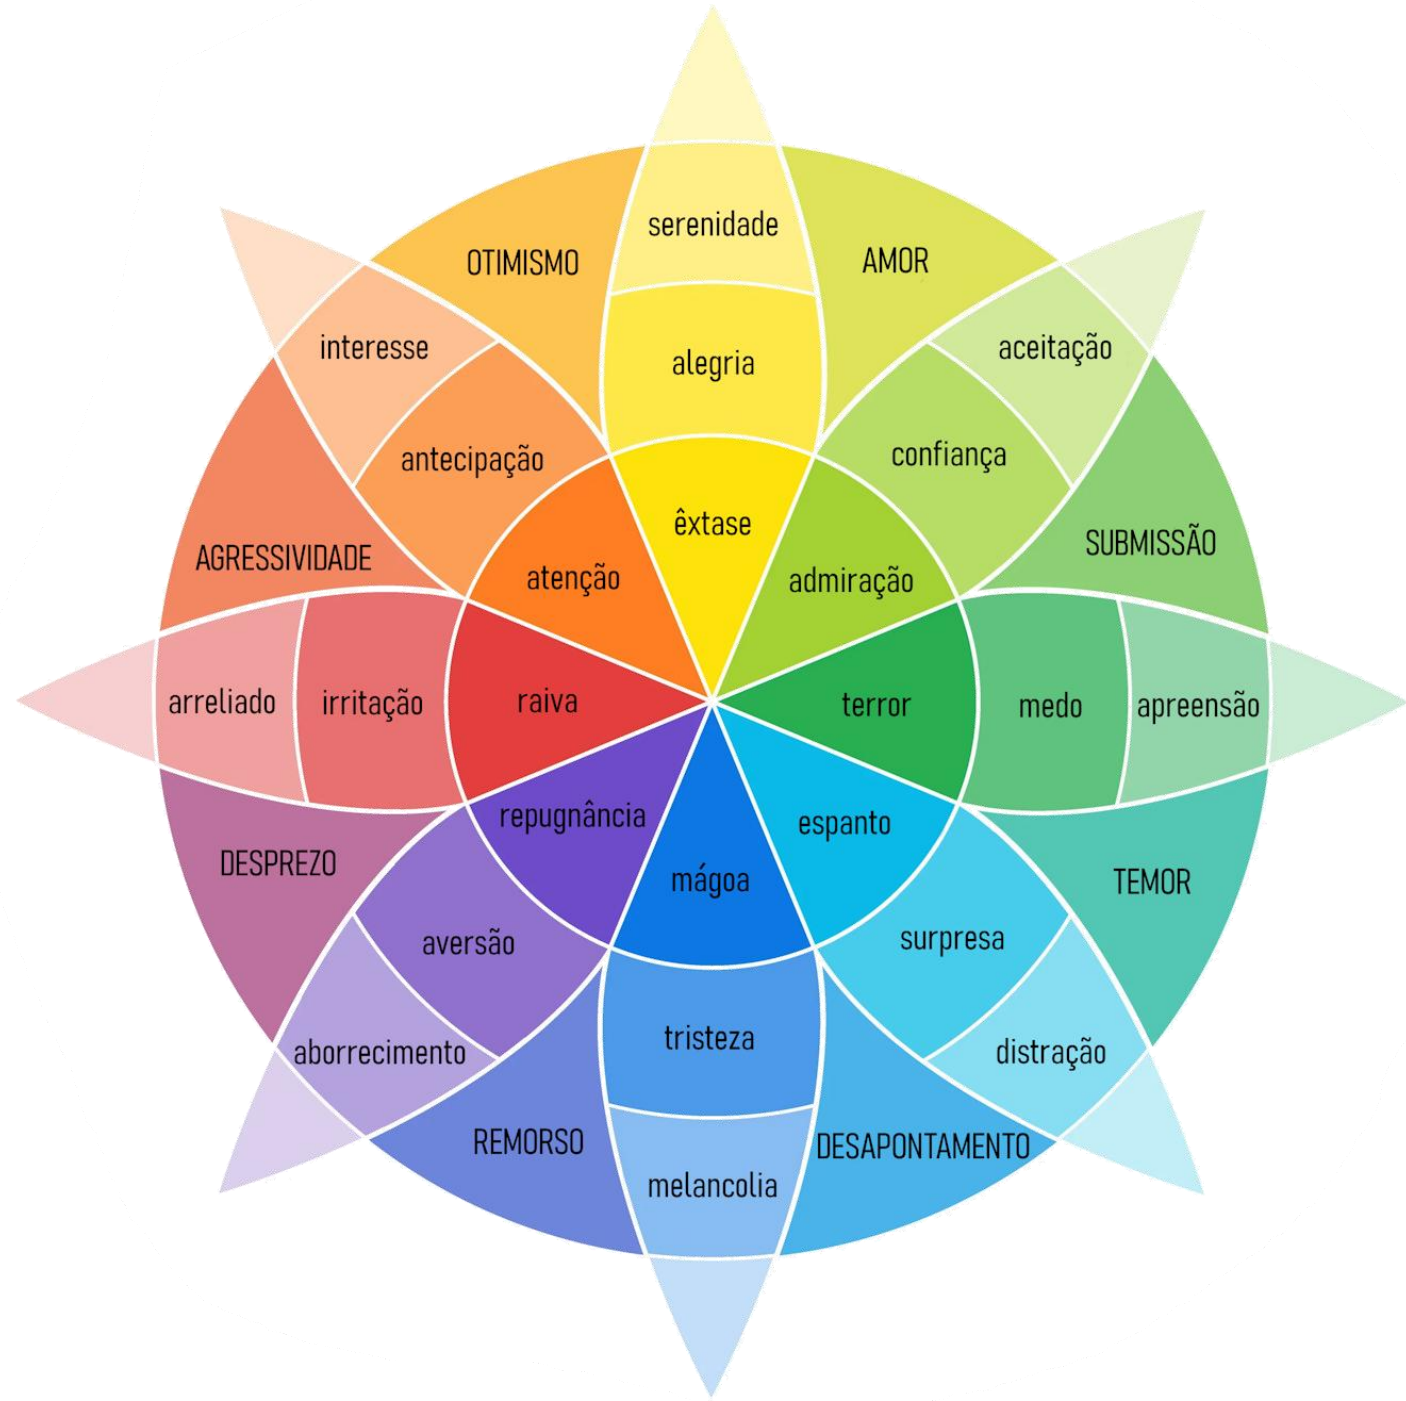 serenidade
OTIMISMO
AMOR
interesse
aceitação
alegria
antecipação
confiança
êxtase
atenção
admiração
AGRESSIVIDADE
SUBMISSÃO
arreliado
irritação
raiva
terror
medo
apreensão
repugnância
espanto
DESPREZO
mágoa
TEMOR
aversão
surpresa
aborrecimento
tristeza
distração
REMORSO
DESAPONTAMENTO
melancolia